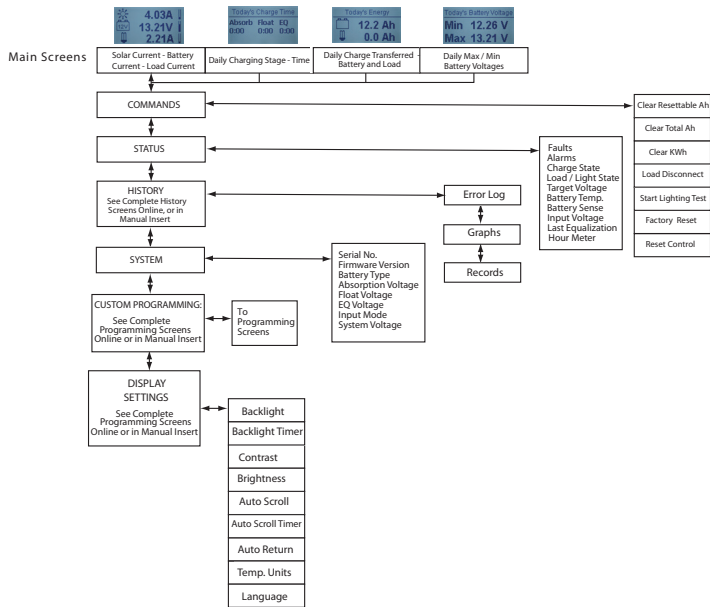 4.03A
12V 13.21V
2.21A
Today's Charge Time
Absorb Float EQ
0:00 0:00 0:00
Today's Energy
12.2 Ah
0.0 Ah
Today's Battery Voltage
Min 12.26 V
Max 13.21 V
Main Screens
Solar Current - Battery
Current - Load Current
Daily Charging Stage - Time
Daily Charge Transferred -
Battery and Load
Daily Max / Min
Battery Voltages
COMMANDS
Clear Resettable Ah
Clear Total Ah
Clear KWh
Load Disconnect
Start Lighting Test
Factory Reset
Reset Control
STATUS
Faults
Alarms
Charge State
Load / Light State
Target Voltage
Battery Temp.
Battery Sense
Input Voltage
Last Equalization
Hour Meter
HISTORY
See Complete History
Screens Online, or in
Manual Insert
Error Log
Graphs
Records
SYSTEM
Serial No.
Firmware Version
Battery Type
Absorption Voltage
Float Voltage
EQ Voltage
Input Mode
System Voltage
CUSTOM PROGRAMMING:
See Complete
Programming Screens
Online or in Manual Insert
To
Programming
Screens
DISPLAY
SETTINGS
See Complete
Programming Screens
Online or in Manual Insert
Backlight
Backlight Timer
Contrast
Brightness
Auto Scroll
Auto Scroll Timer
Auto Return
Temp. Units
Language